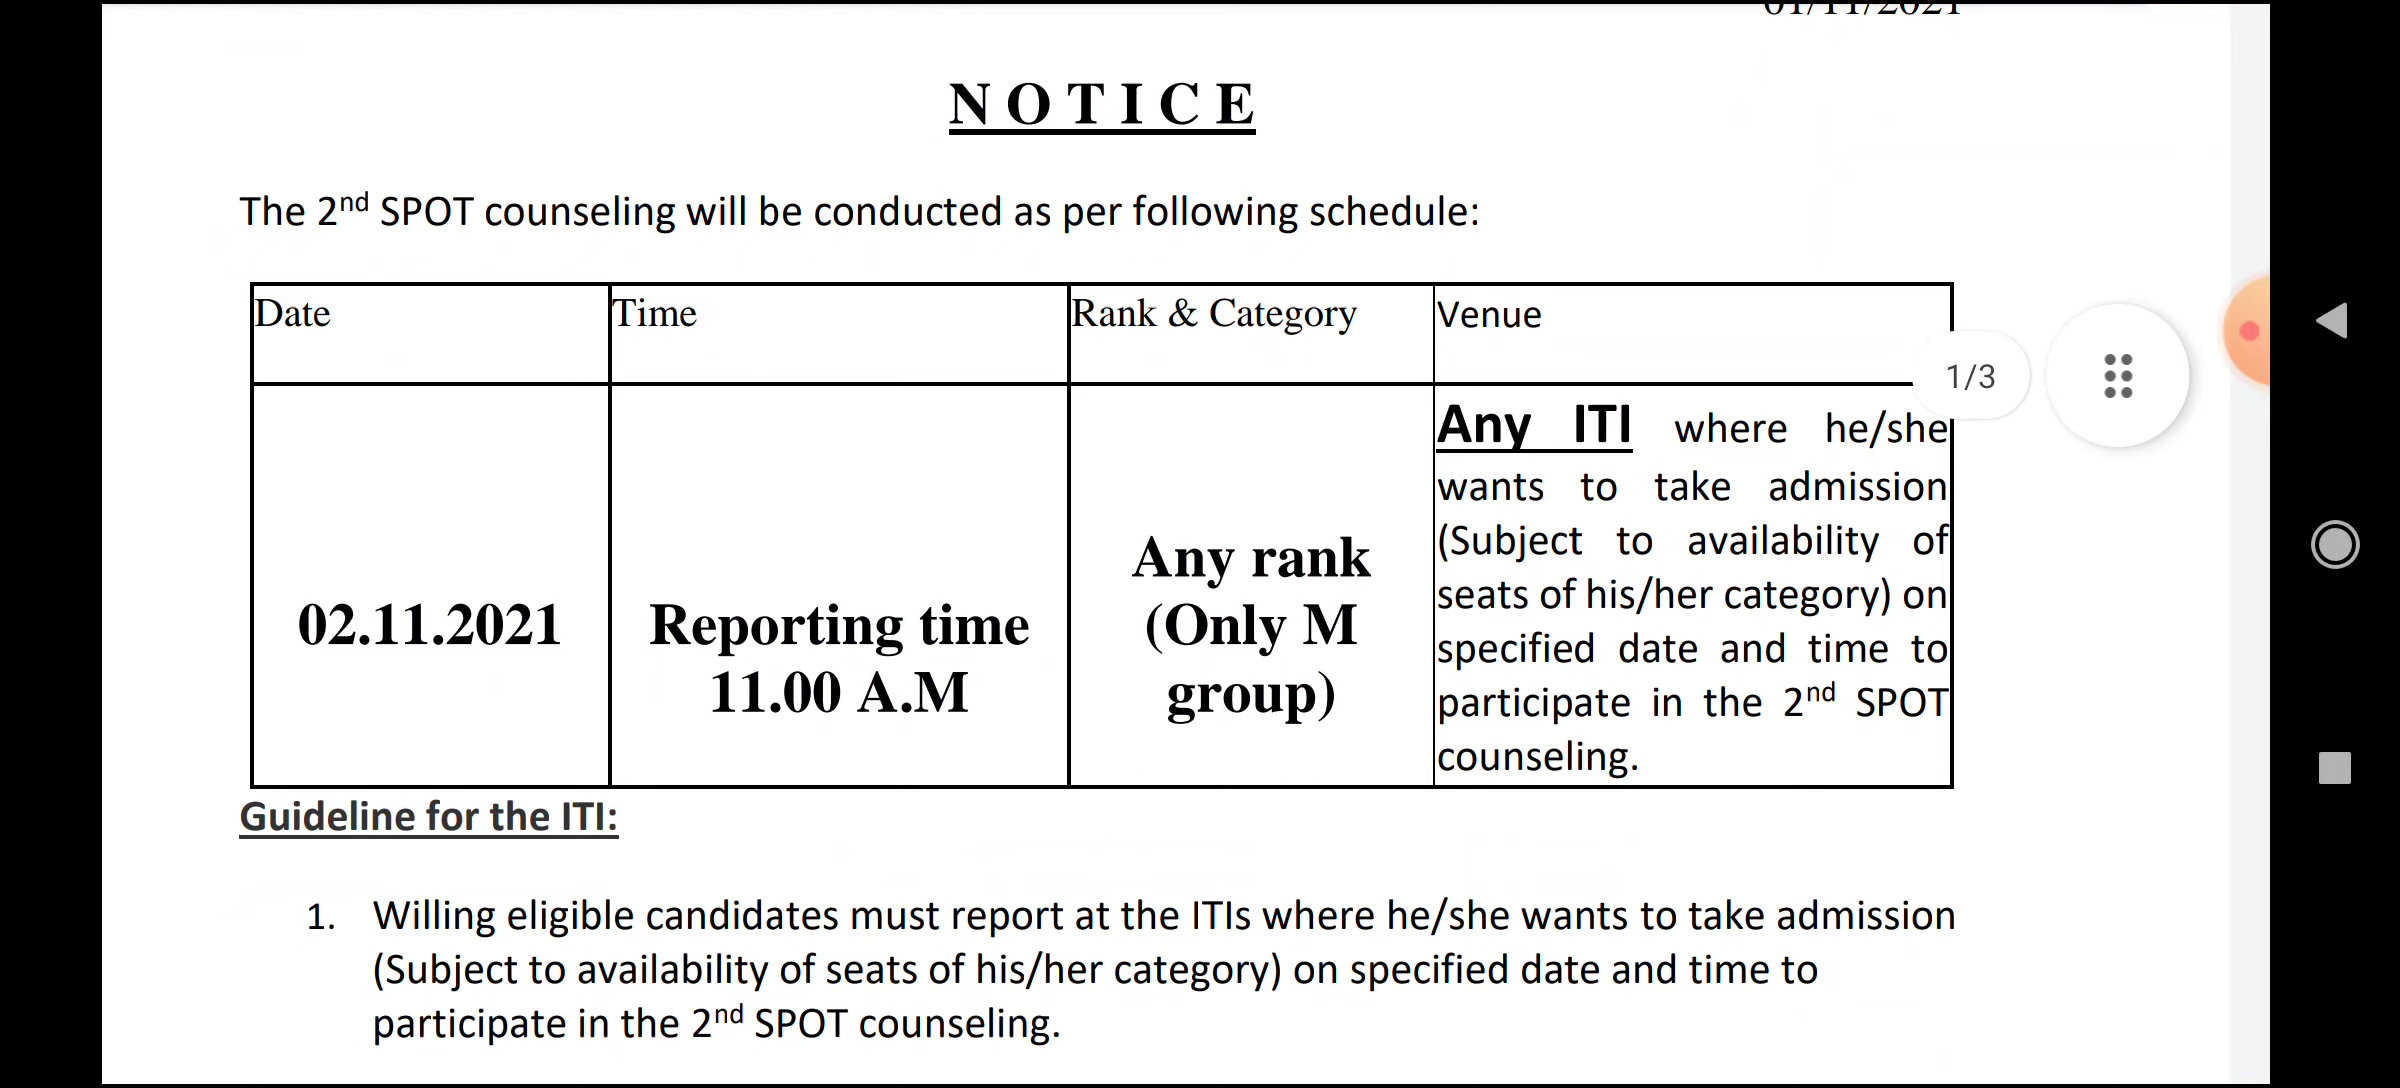 01/11/2021
N O T I C E
The 2nd SPOT counseling will be conducted as per following schedule:
Date Time Rank & Category Venue
1/3
Any ITI where he/she
wants to take admission
(Subject to availability of
seats of his/her category) on
specified date and time to
participate in the 2nd SPOT
counseling.
02.11.2021
Reporting time
11.00 A.M
Any rank
(Only M
group)
Guideline for the ITI:
1. Willing eligible candidates must report at the ITIs where he/she wants to take admission
(Subject to availability of seats of his/her category) on specified date and time to
participate in the 2nd SPOT counseling.